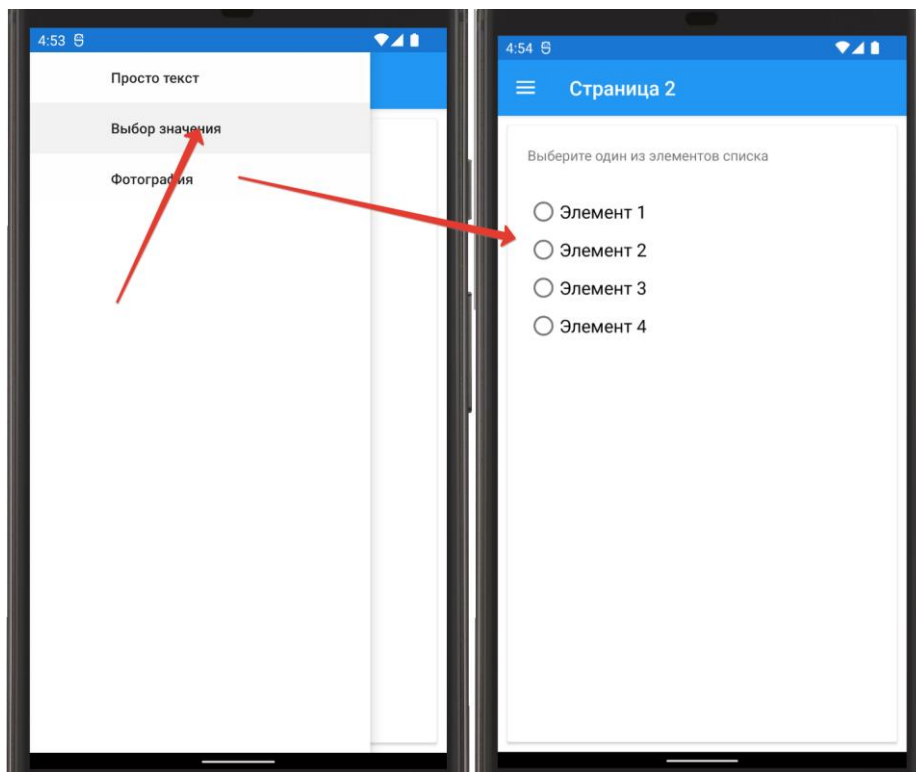 4:53
Просто текст
Выбор значения
Фотография
4:54
Страница 2
Выберите один из элементов списка
Элемент 1
Элемент 2
Элемент 3
Элемент 4